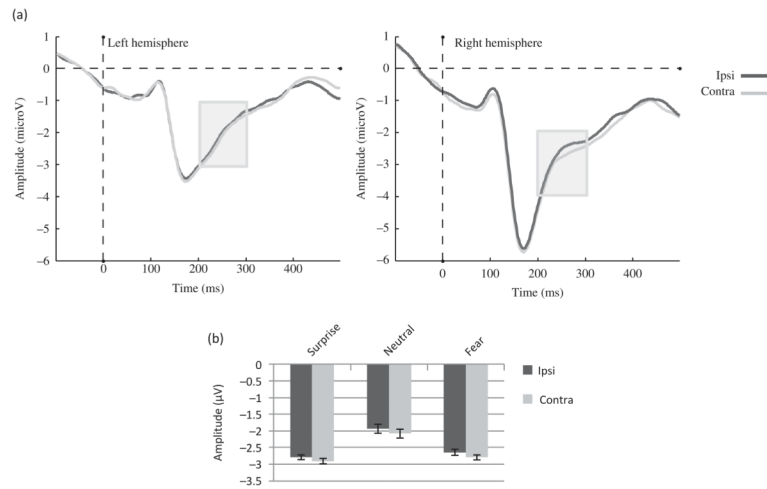 (a)
Left hemisphere
Right hemisphere
Ipsi
Contra
Amplitude (microV)
1
0
−1
−2
−3
−4
−5
−6
0
100
200
300
400
Time (ms)
Amplitude (microV)
1
0
−1
−2
−3
−4
−5
−6
0
100
200
300
400
Time (ms)
(b)
Surprise
Neutral
Fear
Amplitude (μV)
0
−0.5
−1
−1.5
−2
−2.5
−3
−3.5
Ipsi
Contra